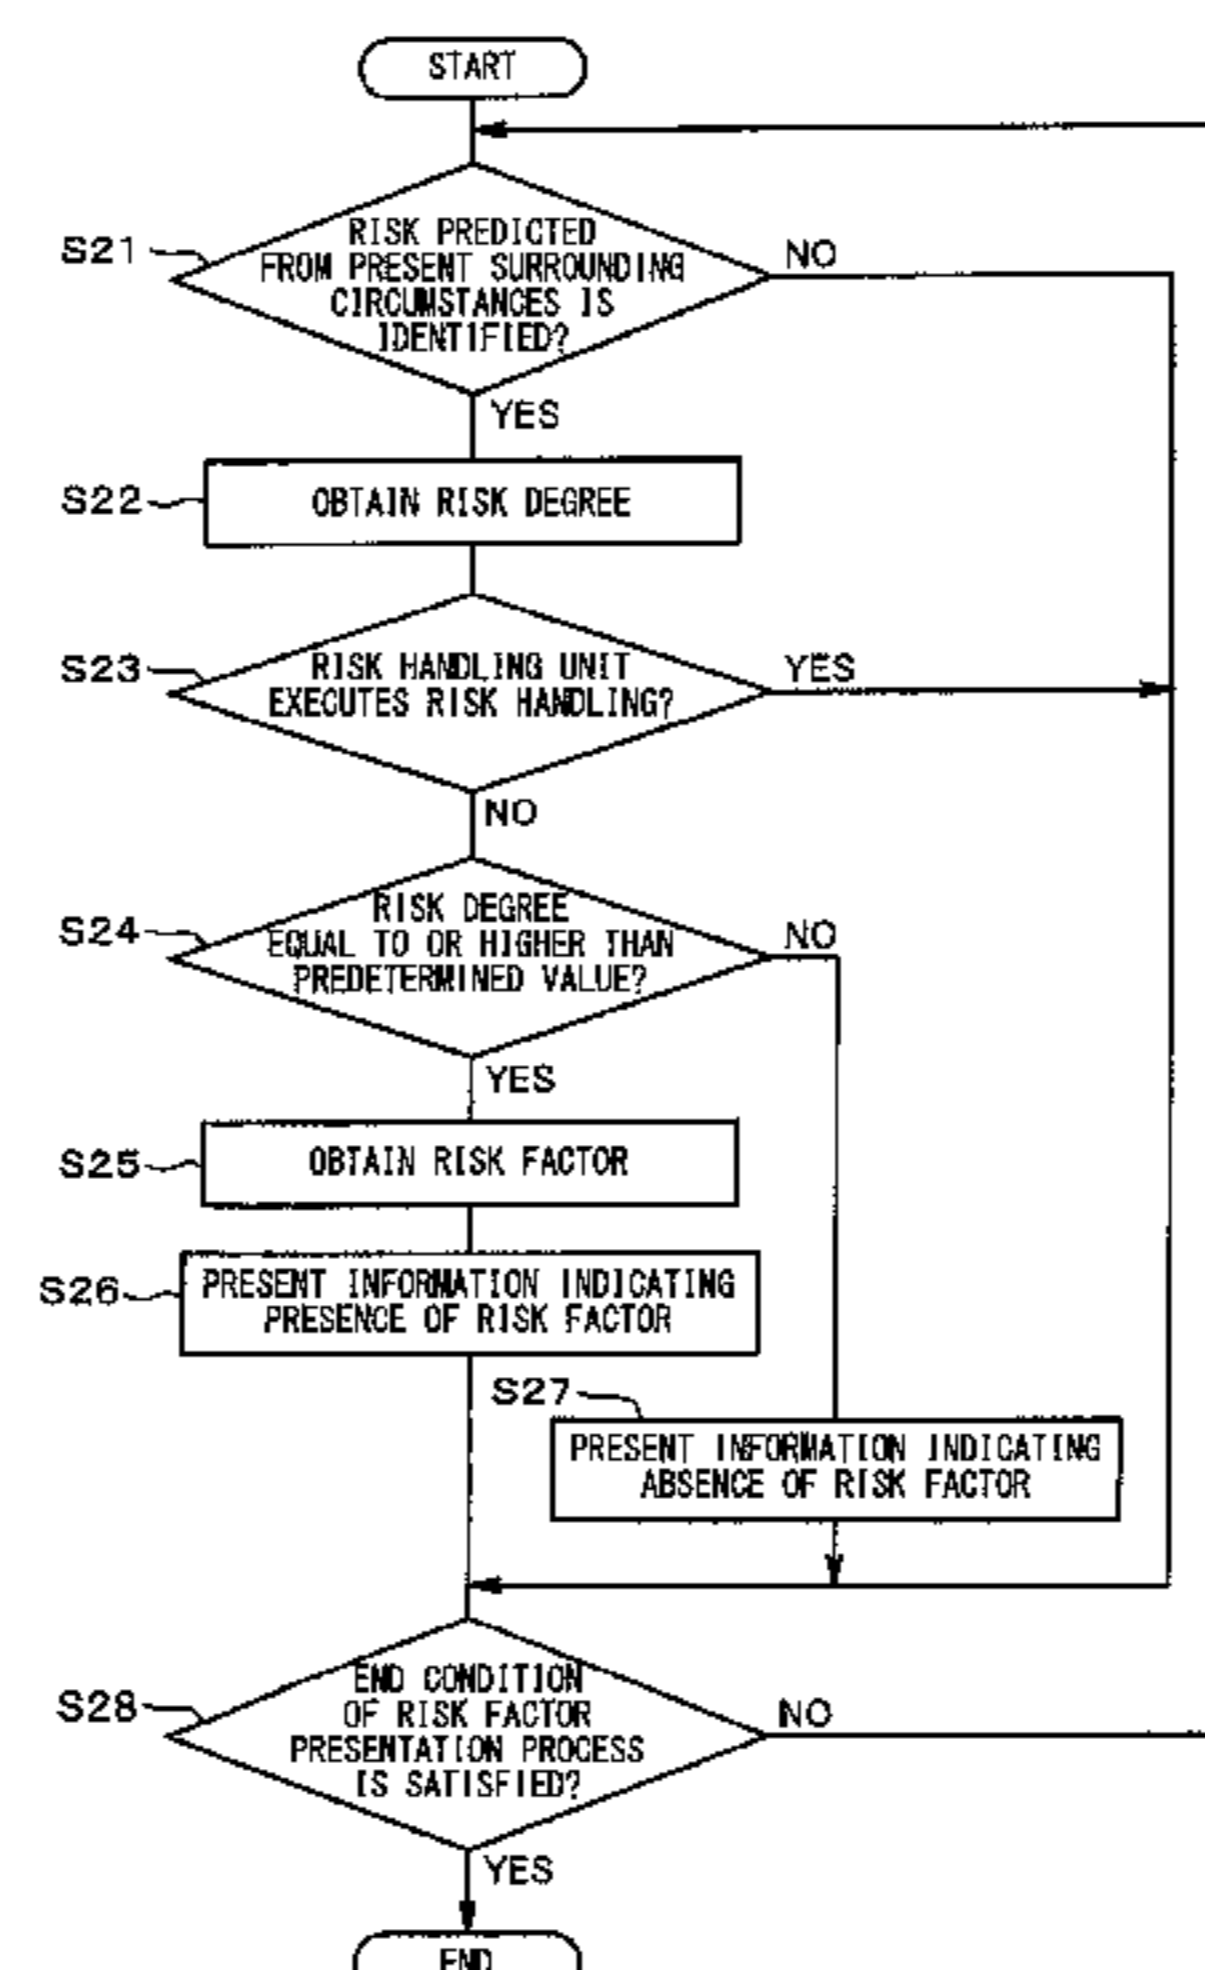 START
S21
RISK PREDICTED
FROM PRESENT SURROUNDING
CIRCUMSTANCES IS
IDENTIFIED?
NO
YES
S22
OBTAIN RISK DEGREE
S23
RISK HANDLING UNIT
EXECUTES RISK HANDLING?
YES
NO
S24
RISK DEGREE
EQUAL TO OR HIGHER THAN
PREDETERMINED VALUE?
NO
YES
S25
OBTAIN RISK FACTOR
S26
PRESENT INFORMATION INDICATING
PRESENCE OF RISK FACTOR
S27
PRESENT INFORMATION INDICATING
ABSENCE OF RISK FACTOR
S28
END CONDITION
OF RISK FACTOR
PRESENTATION PROCESS
IS SATISFIED?
NO
YES
END